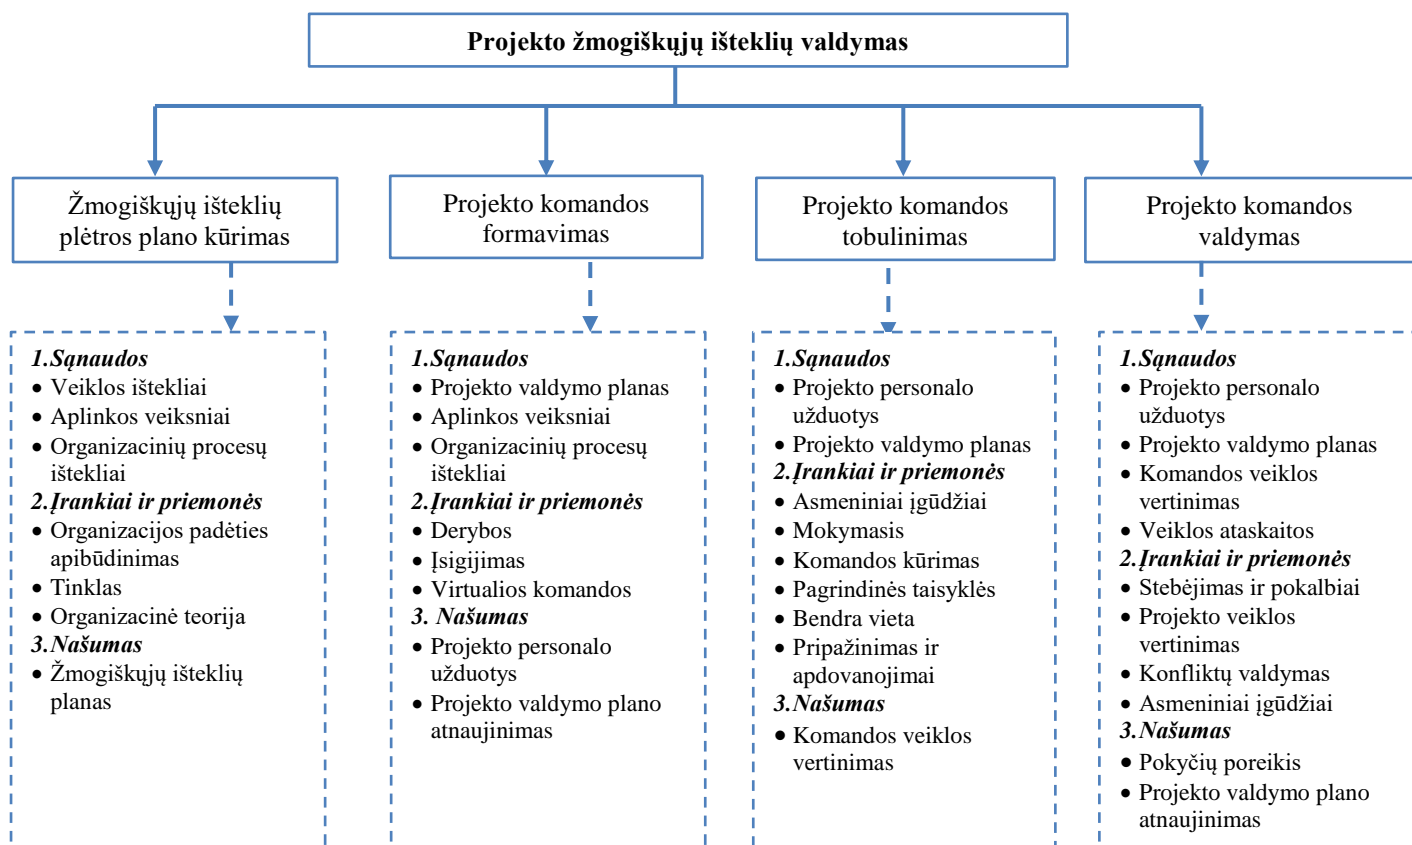 Projekto žmogiškųjų išteklių valdymas
Žmogiškųjų išteklių
plėtros plano kūrimas
Projekto komandos
formavimas
Projekto komandos
tobulinimas
Projekto komandos
valdymas
1.Sąnaudos
• Veiklos ištekliai
• Aplinkos veiksniai
• Organizacinių procesų
ištekliai
2.Įrankiai ir priemonės
• Organizacijos padėties
apibūdinimas
• Tinklas
• Organizacinė teorija
3.Našumas
• Žmogiškųjų išteklių
planas
1.Sąnaudos
• Projekto valdymo planas
• Aplinkos veiksniai
• Organizacinių procesų
ištekliai
2.Įrankiai ir priemonės
• Derybos
• Įsigijimas
• Virtualios komandos
3. Našumas
• Projekto personalo
užduotys
• Projekto valdymo plano
atnaujinimas
1.Sąnaudos
• Projekto personalo
užduotys
• Projekto valdymo planas
2.Įrankiai ir priemonės
• Asmeniniai įgūdžiai
• Mokymasis
• Komandos kūrimas
• Pagrindinės taisyklės
• Bendra vieta
• Pripažinimas ir
apdovanojimai
3.Našumas
• Komandos veiklos
vertinimas
1.Sąnaudos
• Projekto personalo
užduotys
• Projekto valdymo planas
• Komandos veiklos
vertinimas
• Veiklos ataskaitos
2.Įrankiai ir priemonės
• Stebėjimas ir pokalbiai
• Projekto veiklos
vertinimas
• Konfliktų valdymas
• Asmeniniai įgūdžiai
3.Našumas
• Pokyčių poreikis
• Projekto valdymo plano
atnaujinimas